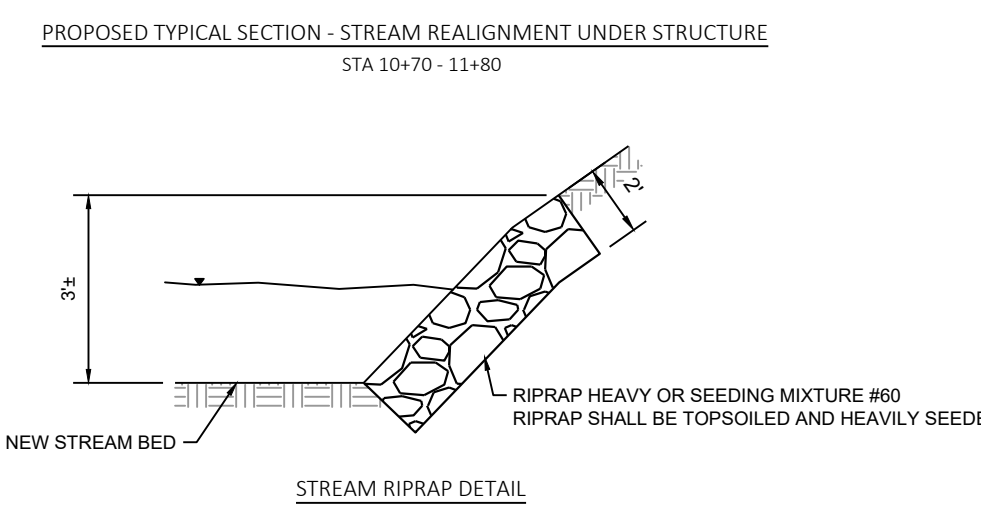 PROPOSED TYPICAL SECTION - STREAM REALIGNMENT UNDER STRUCTURE
STA 10+70 - 11+80
2'
3'±
RIPRAP HEAVY OR SEEDING MIXTURE #60
RIPRAP SHALL BE TOPSOILED AND HEAVILY SEEDE
NEW STREAM BED
STREAM RIPRAP DETAIL